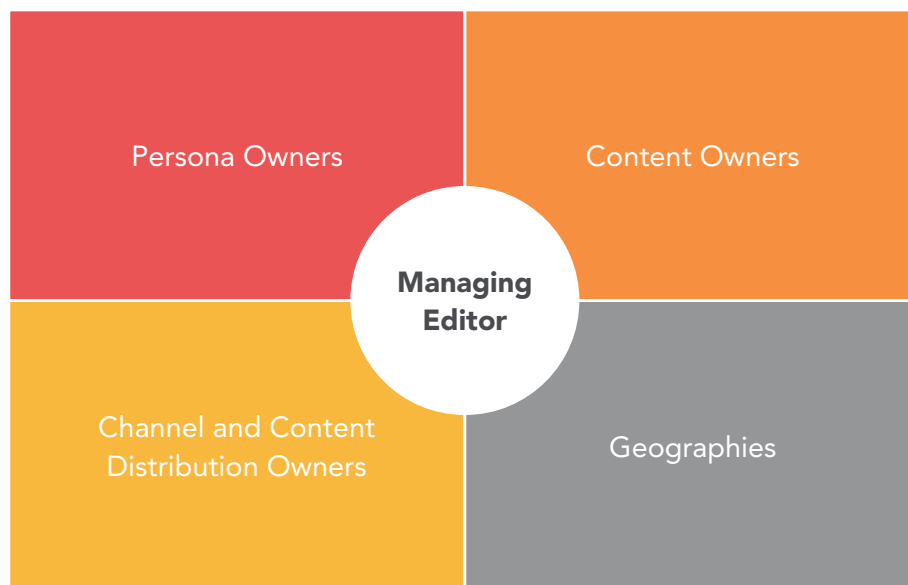 Persona Owners
Content Owners
Managing
Editor
Channel and Content
Distribution Owners
Geographies